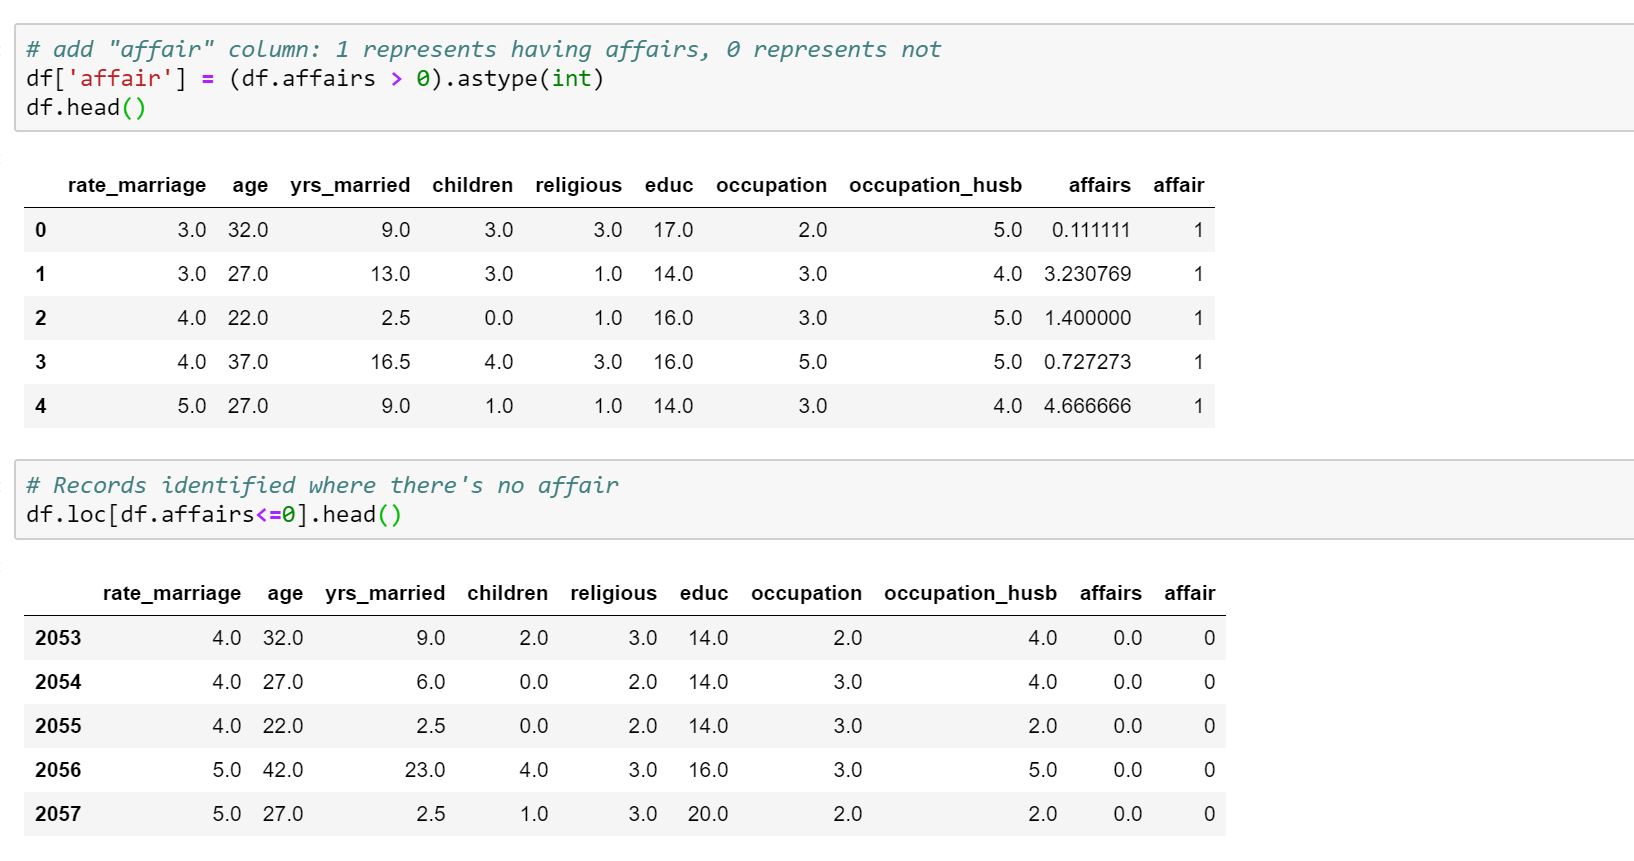 # add "affair" column: 1 represents having affairs, 0 represents not
df['affair'] = (df.affairs > 0).astype(int)
df.head()
rate_marriage age yrs_married children religious educ occupation occupation_husb affairs affair
0 3.0 32.0 9.0 3.0 3.0 17.0 2.0 5.0 0.111111 1
1 3.0 27.0 13.0 3.0 1.0 14.0 3.0 4.0 3.230769 1
2 4.0 22.0 2.5 0.0 1.0 16.0 3.0 5.0 1.400000 1
3 4.0 37.0 16.5 4.0 3.0 16.0 5.0 5.0 0.727273 1
4 5.0 27.0 9.0 1.0 1.0 14.0 3.0 4.0 4.666666 1
# Records identified where there's no affair
df.loc[df.affairs<=0].head()
rate_marriage age yrs_married children religious educ occupation occupation_husb affairs affair
2053 4.0 32.0 9.0 2.0 3.0 14.0 2.0 4.0 0.0 0
2054 4.0 27.0 6.0 0.0 2.0 14.0 3.0 4.0 0.0 0
2055 4.0 22.0 2.5 0.0 2.0 14.0 3.0 2.0 0.0 0
2056 5.0 42.0 23.0 4.0 3.0 16.0 3.0 5.0 0.0 0
2057 5.0 27.0 2.5 1.0 3.0 20.0 2.0 2.0 0.0 0